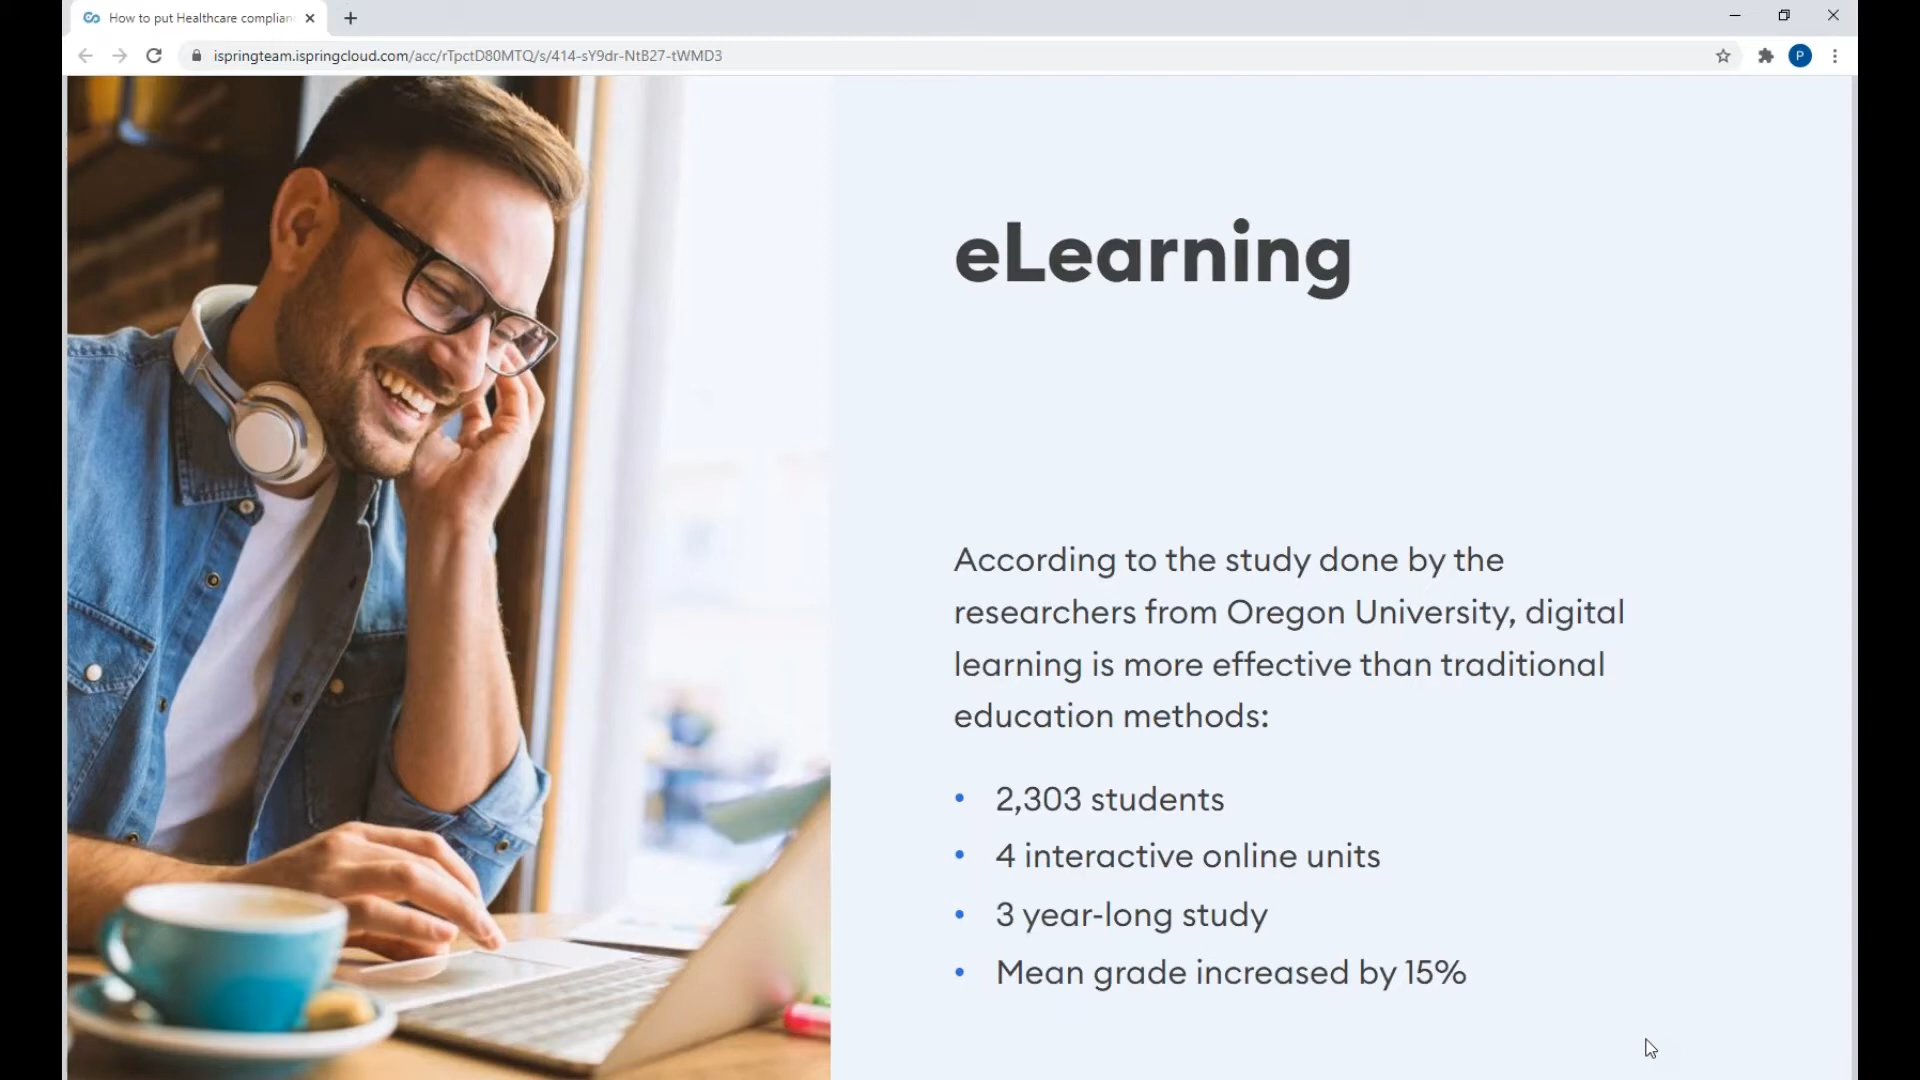 How to put Healthcare complian
ispringteam.ispringcloud.com/acc/rTpctD80MTQ/s/414-sY9dr-NtB27-tWMD3
P
eLearning
According to the study done by the
researchers from Oregon University, digital
learning is more effective than traditional
education methods:
• 2,303 students
• 4 interactive online units
• 3 year-long study
• Mean grade increased by 15%